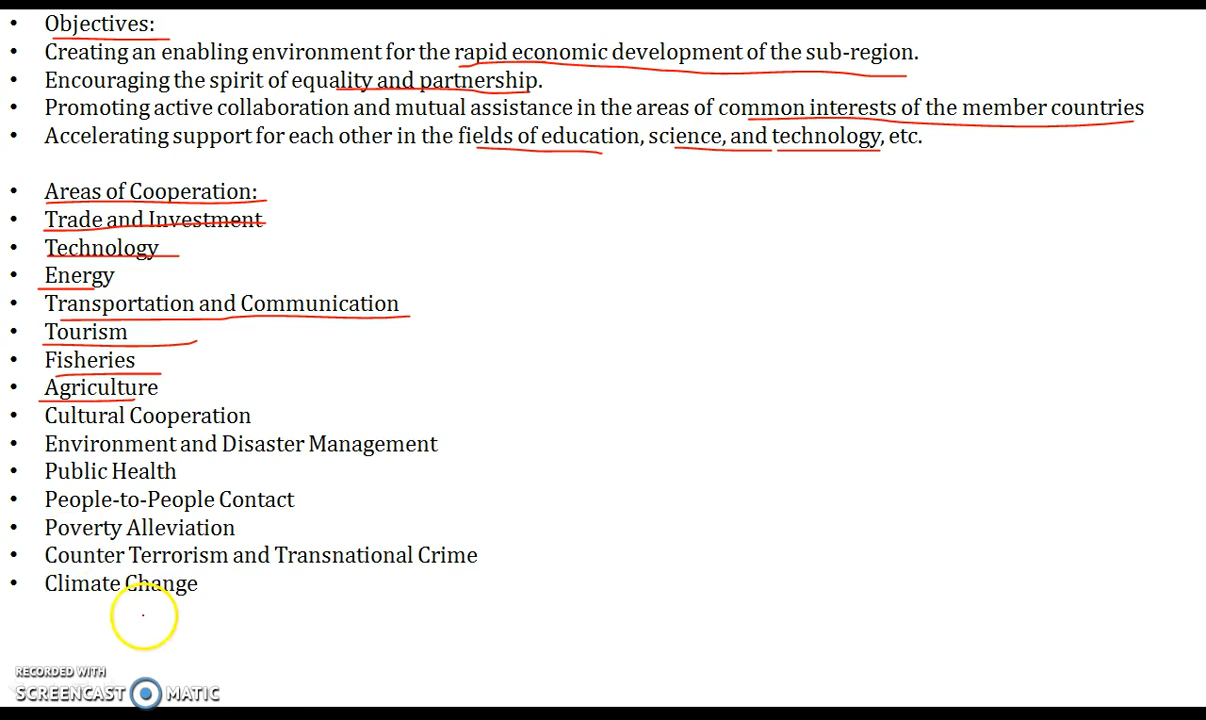 • Objectives:
• Creating an enabling environment for the rapid economic development of the sub-region.
• Encouraging the spirit of equality and partnership.
• Promoting active collaboration and mutual assistance in the areas of common interests of the member countries
• Accelerating support for each other in the fields of education, science, and technology, etc.
• Areas of Cooperation:
• Trade and Investment
• Technology
• Energy
• Transportation and Communication
• Tourism
• Fisheries
• Agriculture
• Cultural Cooperation
• Environment and Disaster Management
• Public Health
• People-to-People Contact
• Poverty Alleviation
• Counter Terrorism and Transnational Crime
• Climate Change
RECORDED WITH
SCREENCAST MATIC